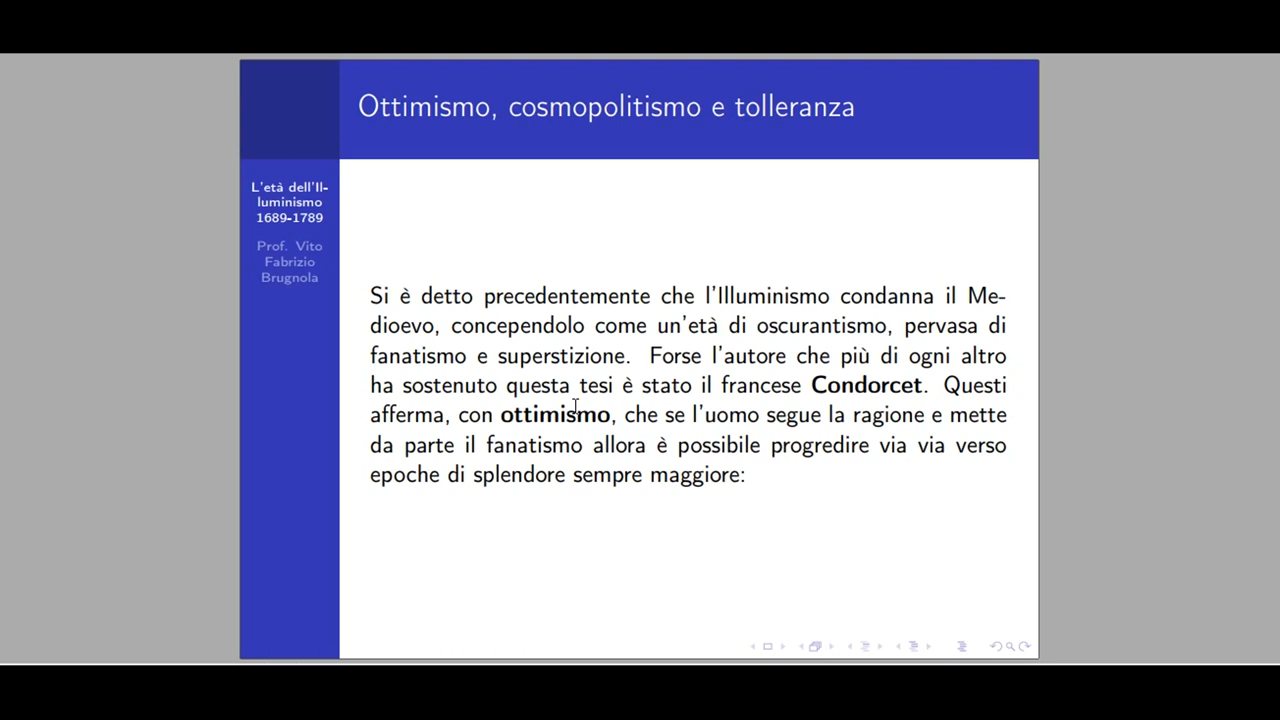 Ottimismo, cosmopolitismo e tolleranza
L'età dell'Il-
luminismo
1689-1789
Prof. Vito
Fabrizio
Brugnola
Si è detto precedentemente che l'Illuminismo condanna il Me-
dioevo, concependolo come un'età di oscurantismo, pervasa di
fanatismo e superstizione. Forse l'autore che più di ogni altro
ha sostenuto questa tesi è stato il francese Condorcet. Questi
afferma, con ottimismo, che se l'uomo segue la ragione e mette
da parte il fanatismo allora è possibile progredire via via verso
epoche di splendore sempre maggiore: